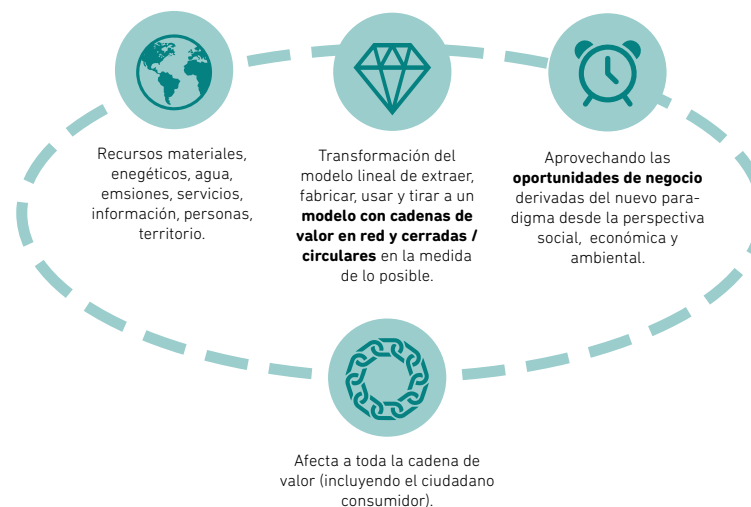 Recursos materiales,
enegéticos, agua,
emsiones, servicios,
información, personas,
territorio.
Transformación del
modelo lineal de extraer,
fabricar, usar y tirar a un
modelo con cadenas de
valor en red y cerradas /
circulares en la medida
de lo posible.
Aprovechando las
oportunidades de negocio
derivadas del nuevo para-
digma desde la perspectiva
social, económica y
ambiental.
Afecta a toda la cadena de
valor (incluyendo el ciudadano
consumidor).